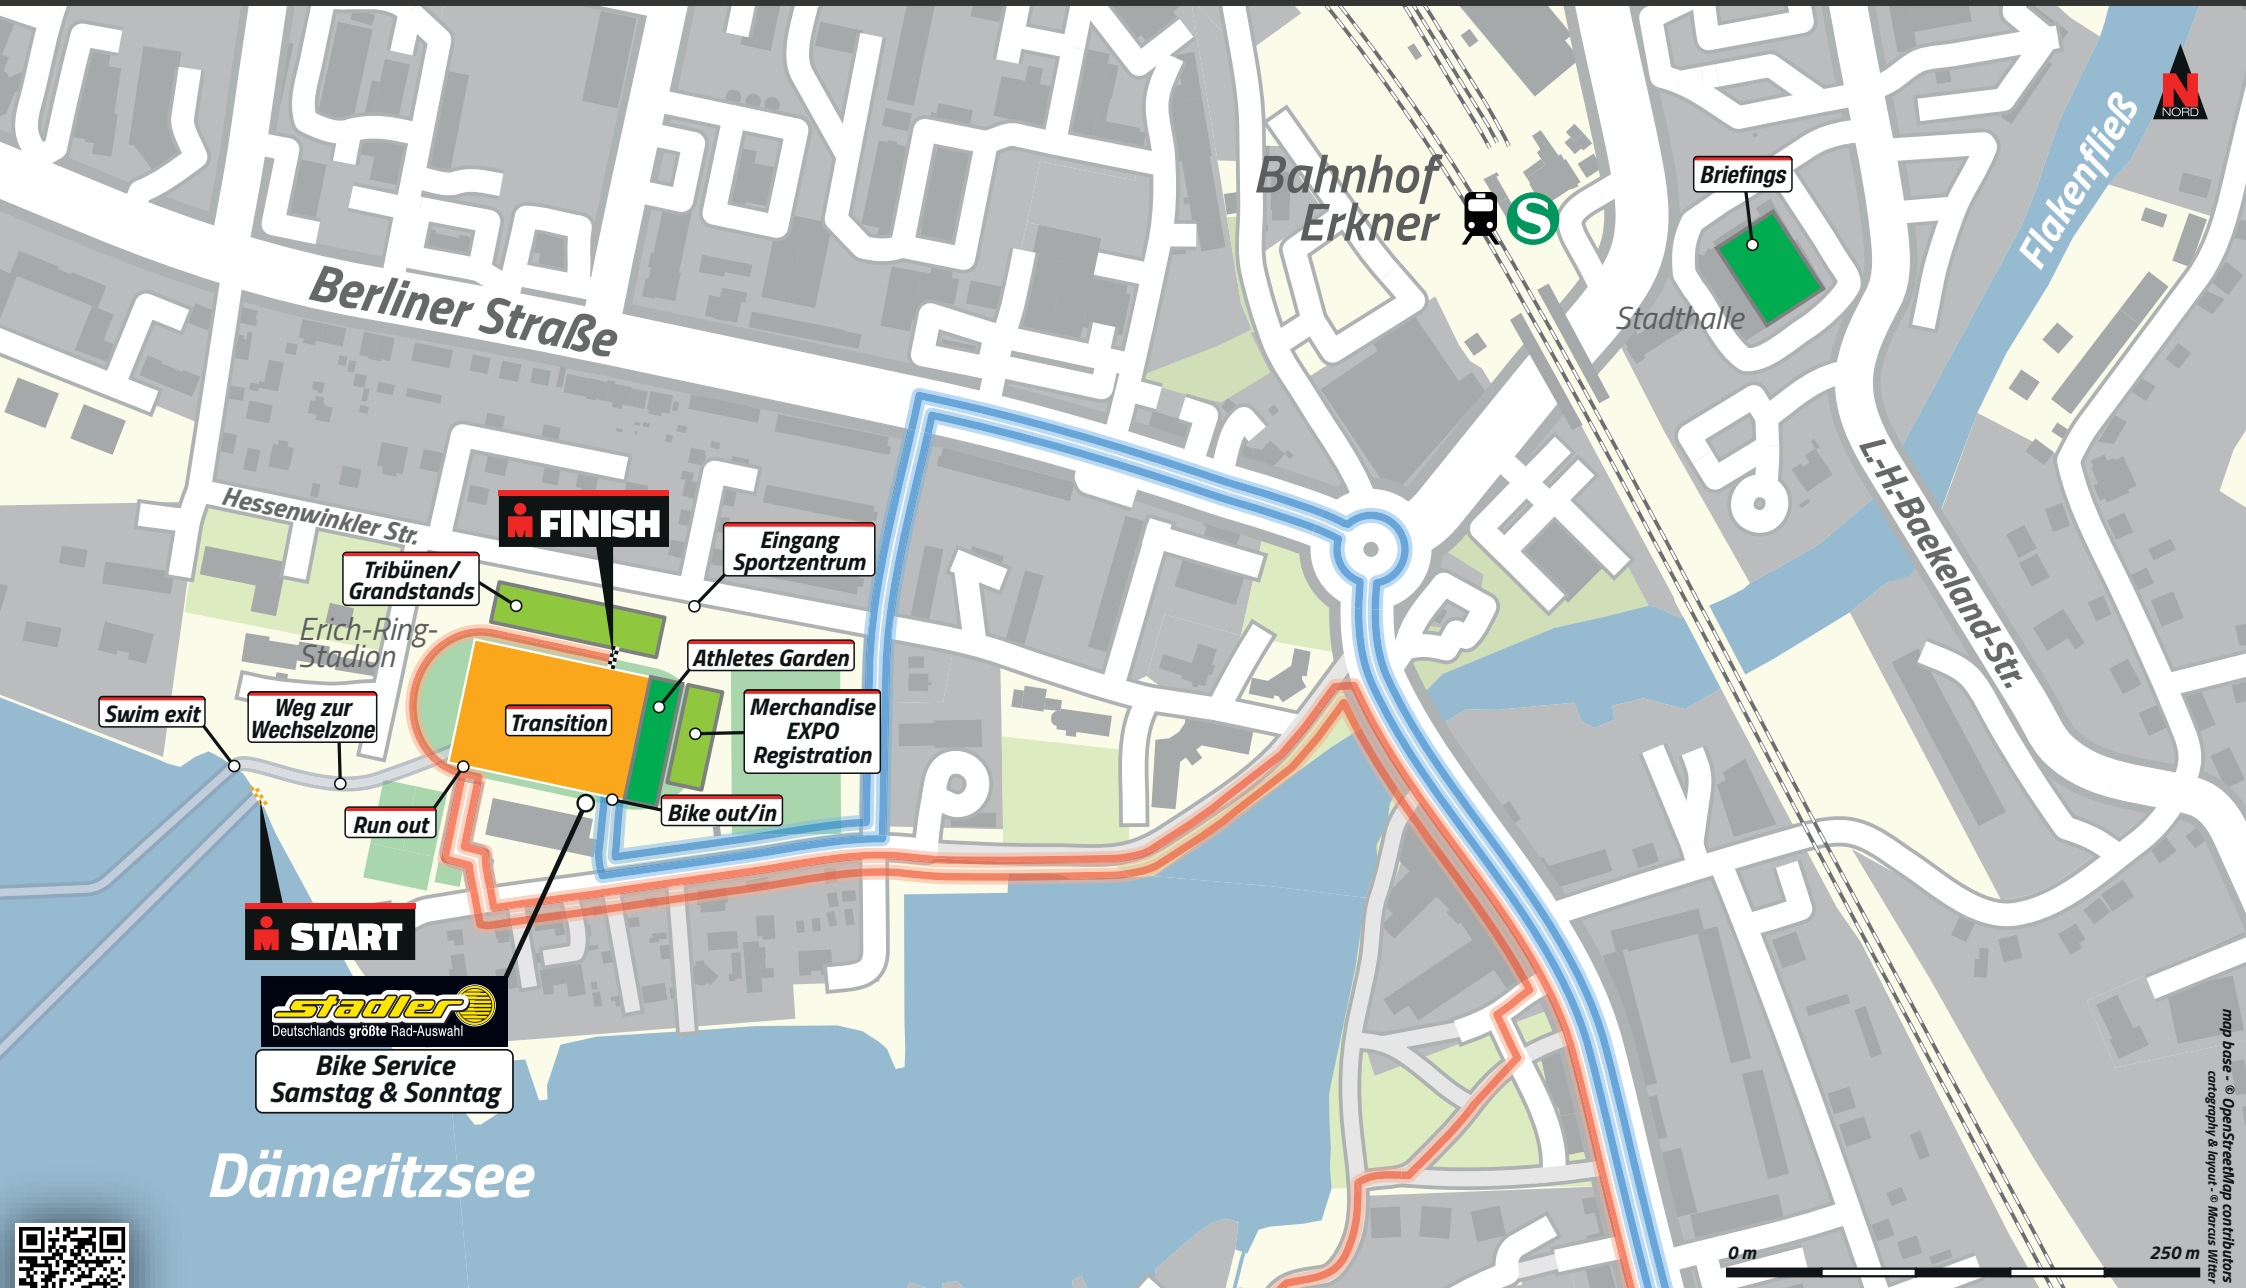 N
NORD
Flakenfließ
Bahnhof
Erkner
S
Briefings
Stadthalle
Berliner Straße
L.-H.-Baekeland-Str.
Hessenwinkler Str.
FINISH
Eingang
Sportzentrum
Tribünen/
Grandstands
Erich-Ring-
Stadion
Athletes Garden
Swim exit
Weg zur
Wechselzone
Transition
Merchandise
EXPO
Registration
Run out
Bike out/in
START
stadler
Deutschlands größte Rad-Auswahl
Bike Service
Samstag & Sonntag
Dämeritzsee
0 m
250 m
map base - © OpenStreetMap contributors
cartography & layout - © Marcus Witter